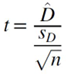 t = D̂ / (s_D / √n)